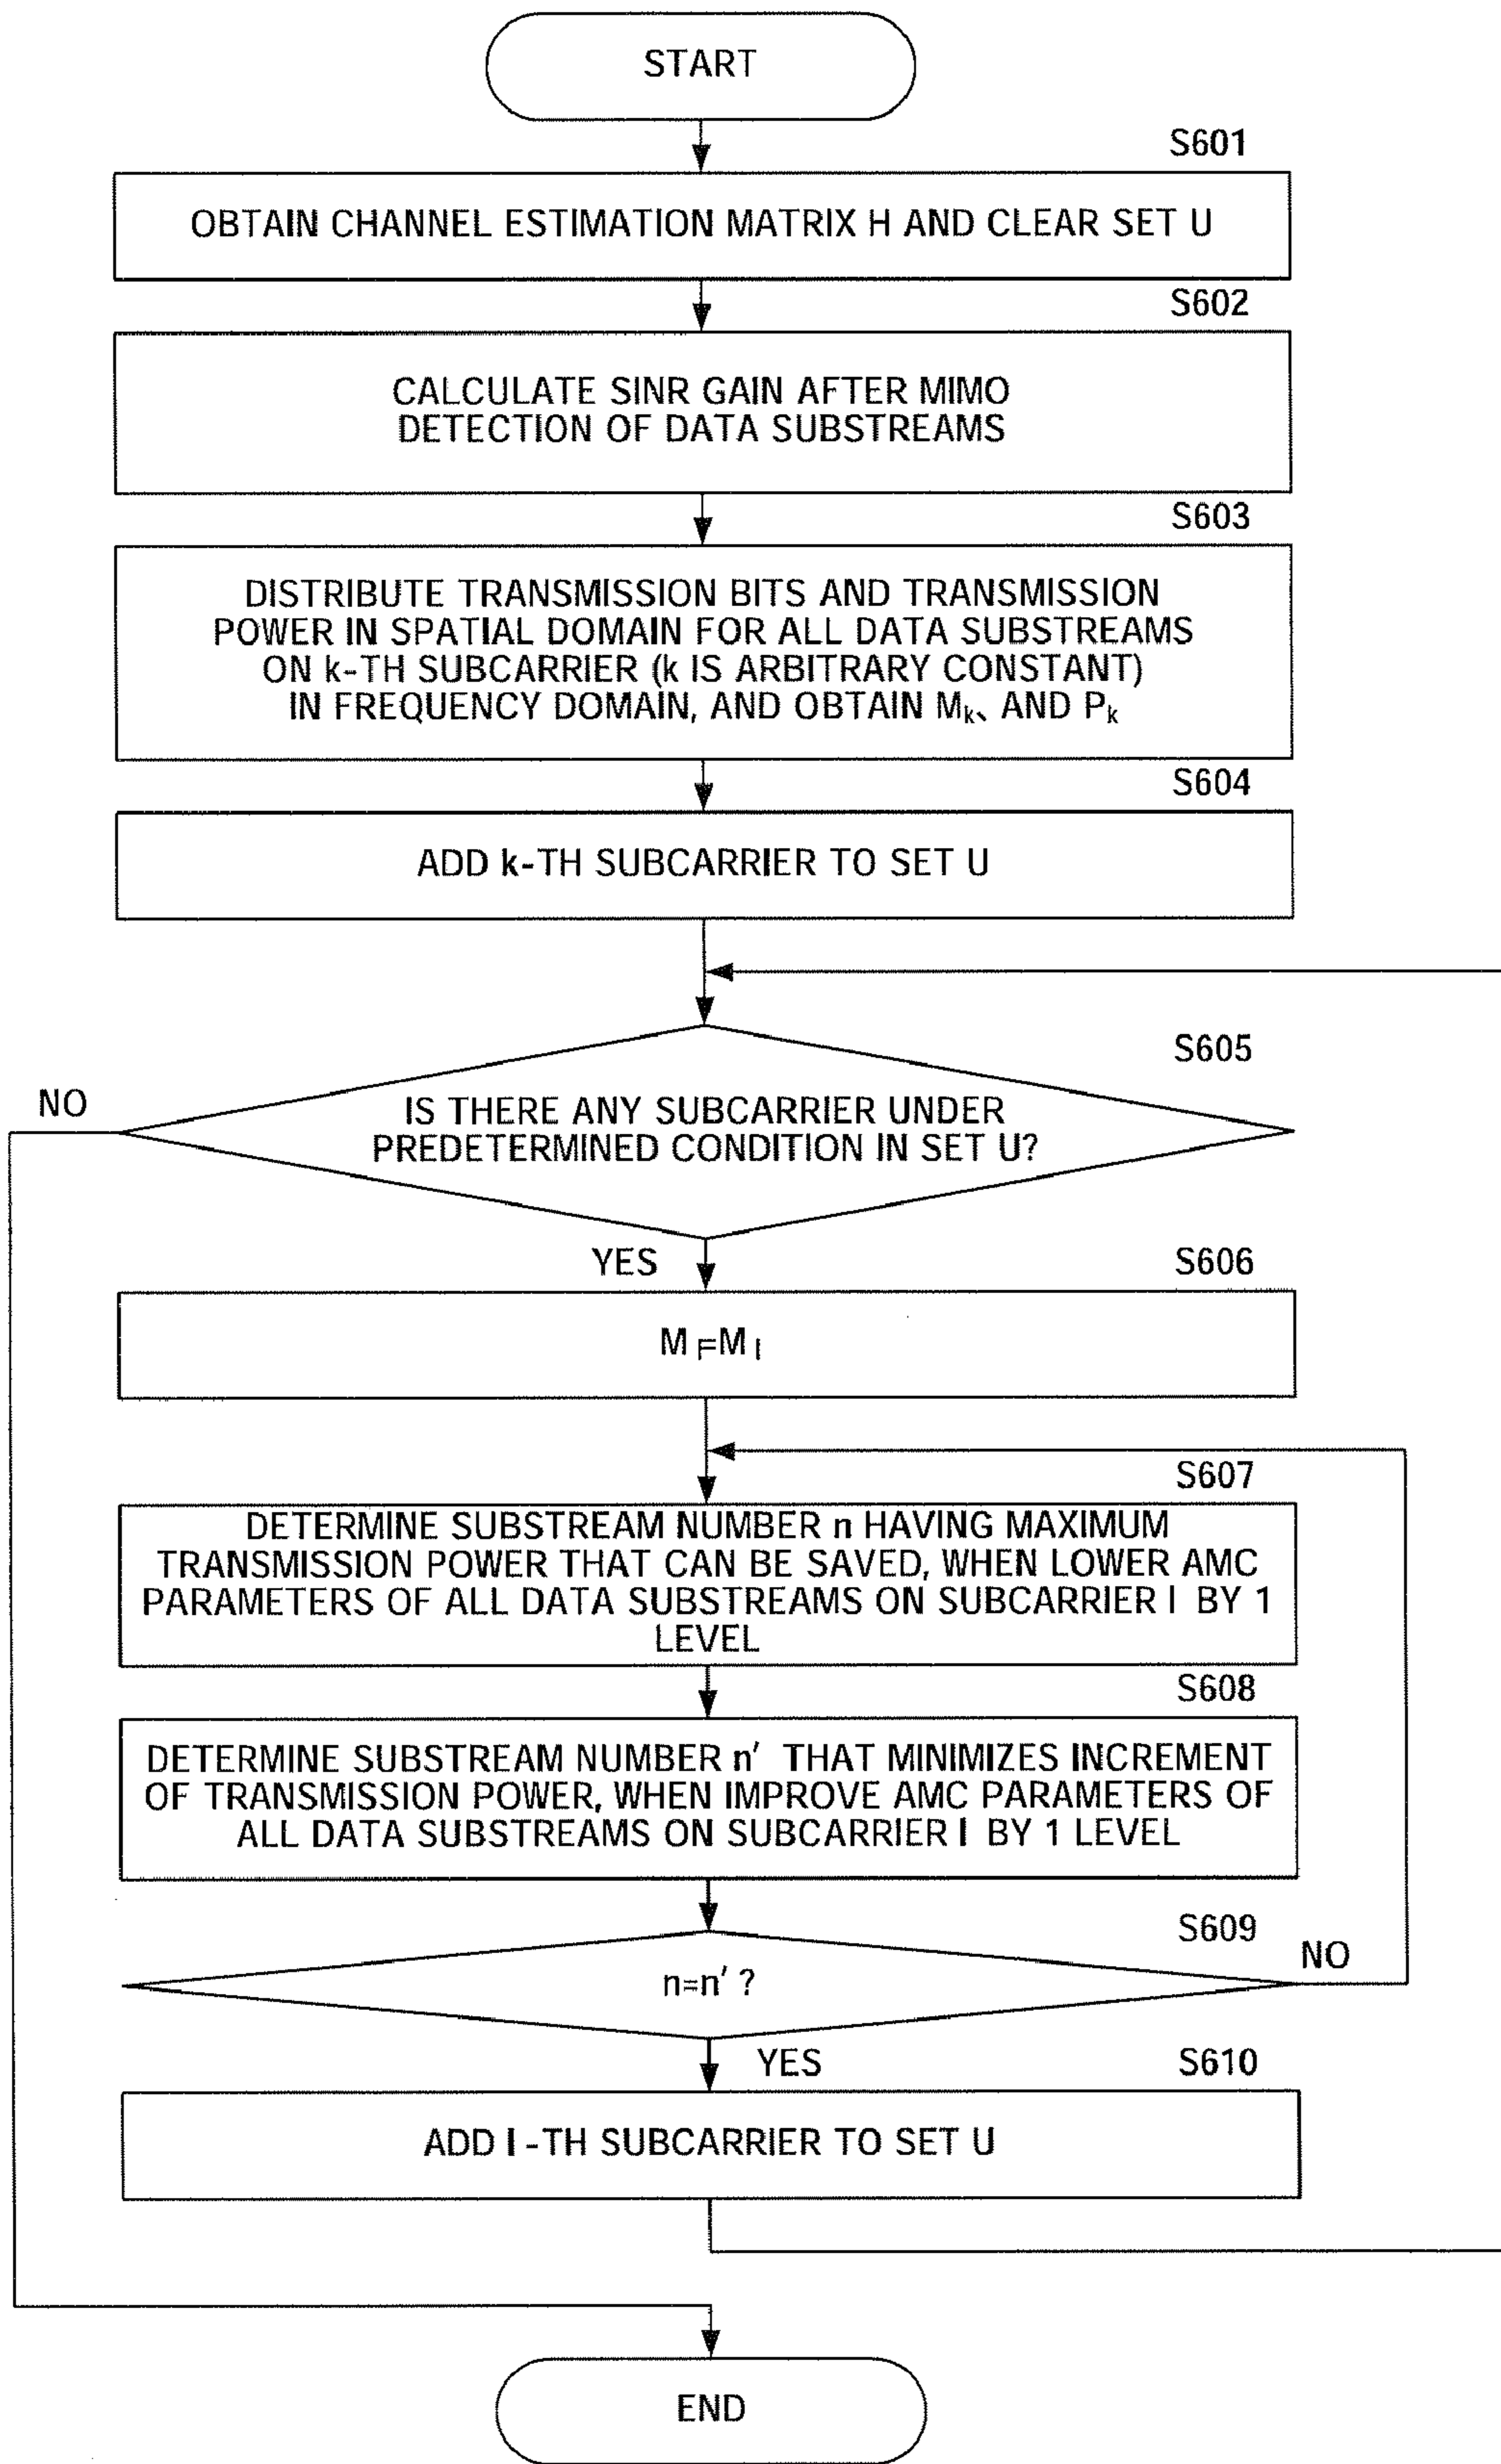 START
S601
OBTAIN CHANNEL ESTIMATION MATRIX H AND CLEAR SET U
S602
CALCULATE SINR GAIN AFTER MIMO
DETECTION OF DATA SUBSTREAMS
S603
DISTRIBUTE TRANSMISSION BITS AND TRANSMISSION
POWER IN SPATIAL DOMAIN FOR ALL DATA SUBSTREAMS
ON k-TH SUBCARRIER (k IS ARBITRARY CONSTANT)
IN FREQUENCY DOMAIN, AND OBTAIN Mk、AND Pk
S604
ADD k-TH SUBCARRIER TO SET U
S605
NO
IS THERE ANY SUBCARRIER UNDER
PREDETERMINED CONDITION IN SET U?
YES
S606
M l=M l
S607
DETERMINE SUBSTREAM NUMBER n HAVING MAXIMUM
TRANSMISSION POWER THAT CAN BE SAVED, WHEN LOWER AMC
PARAMETERS OF ALL DATA SUBSTREAMS ON SUBCARRIER l BY 1
LEVEL
S608
DETERMINE SUBSTREAM NUMBER n' THAT MINIMIZES INCREMENT
OF TRANSMISSION POWER, WHEN IMPROVE AMC PARAMETERS OF
ALL DATA SUBSTREAMS ON SUBCARRIER l BY 1 LEVEL
S609
NO
n=n' ?
YES
S610
ADD l-TH SUBCARRIER TO SET U
END